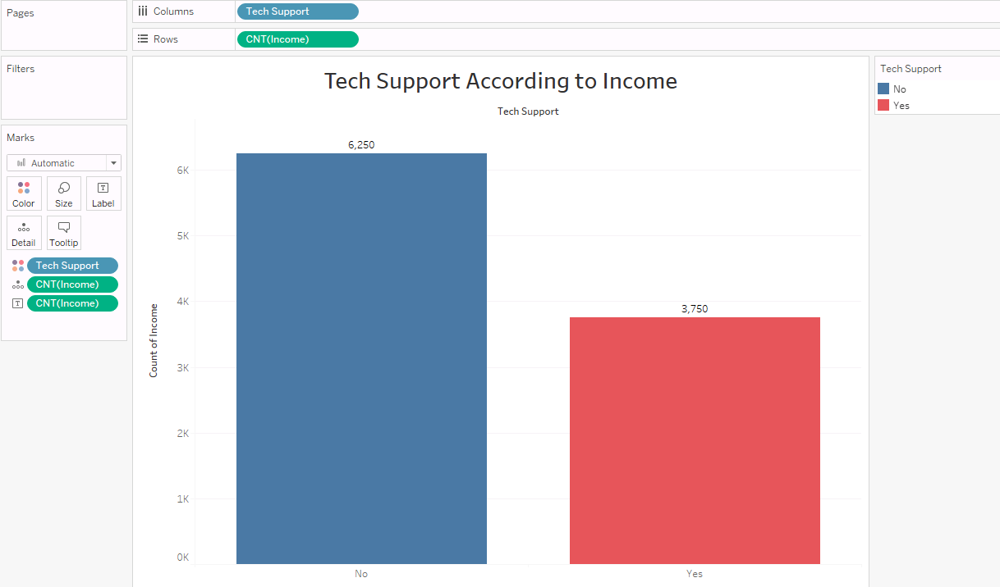 Pages
Columns
Tech Support
Rows
CNT(Income)
Filters
Marks
Automatic
Color
Size
Label
Detail
Tooltip
Tech Support
CNT(Income)
CNT(Income)
Tech Support According to Income
Tech Support
6,250
3,750
6K
5K
4K
3K
2K
1K
0K
Count of Income
No
Yes
Tech Support
No
Yes